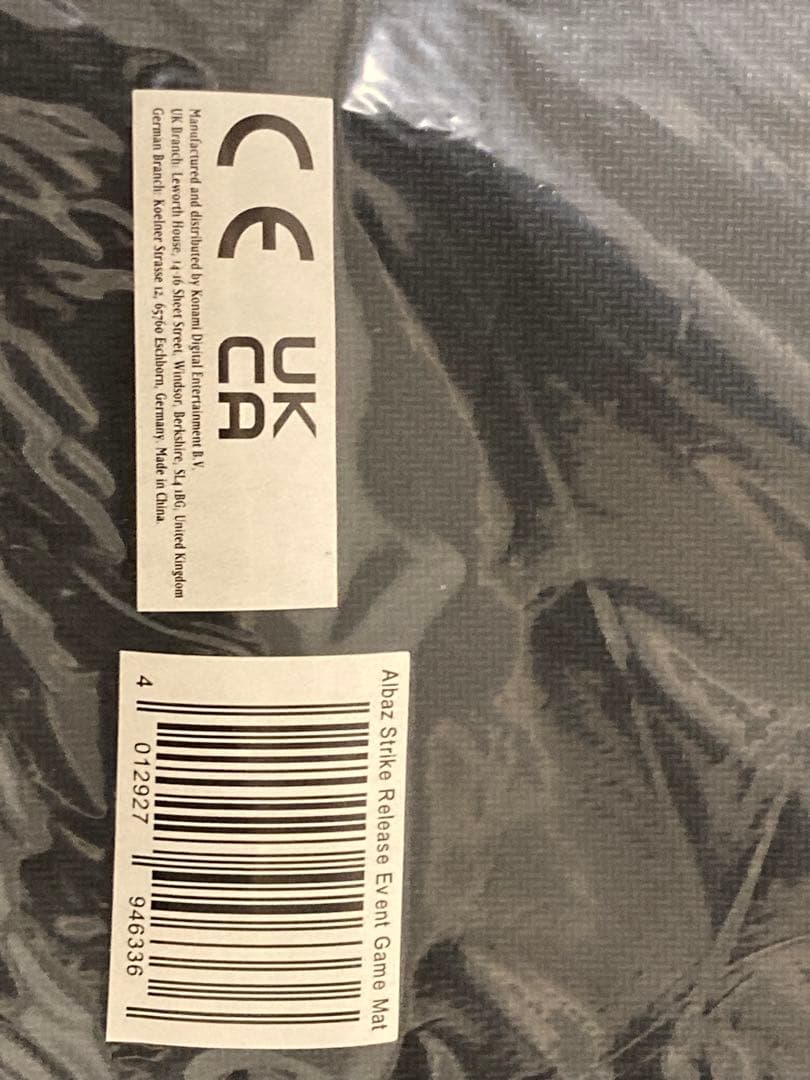 CE
UK
CA
Manufactured and distributed by Konami Digital Entertainment B.V.
UK Branch: Leworth House, 14-16 Sheet Street, Windsor, Berkshire, SL4 1BG, United Kingdom
German Branch: Koelner Strasse 12, 65760 Eschborn, Germany. Made in China.
Albaz Strike Release Event Game Mat
4 012927 946336